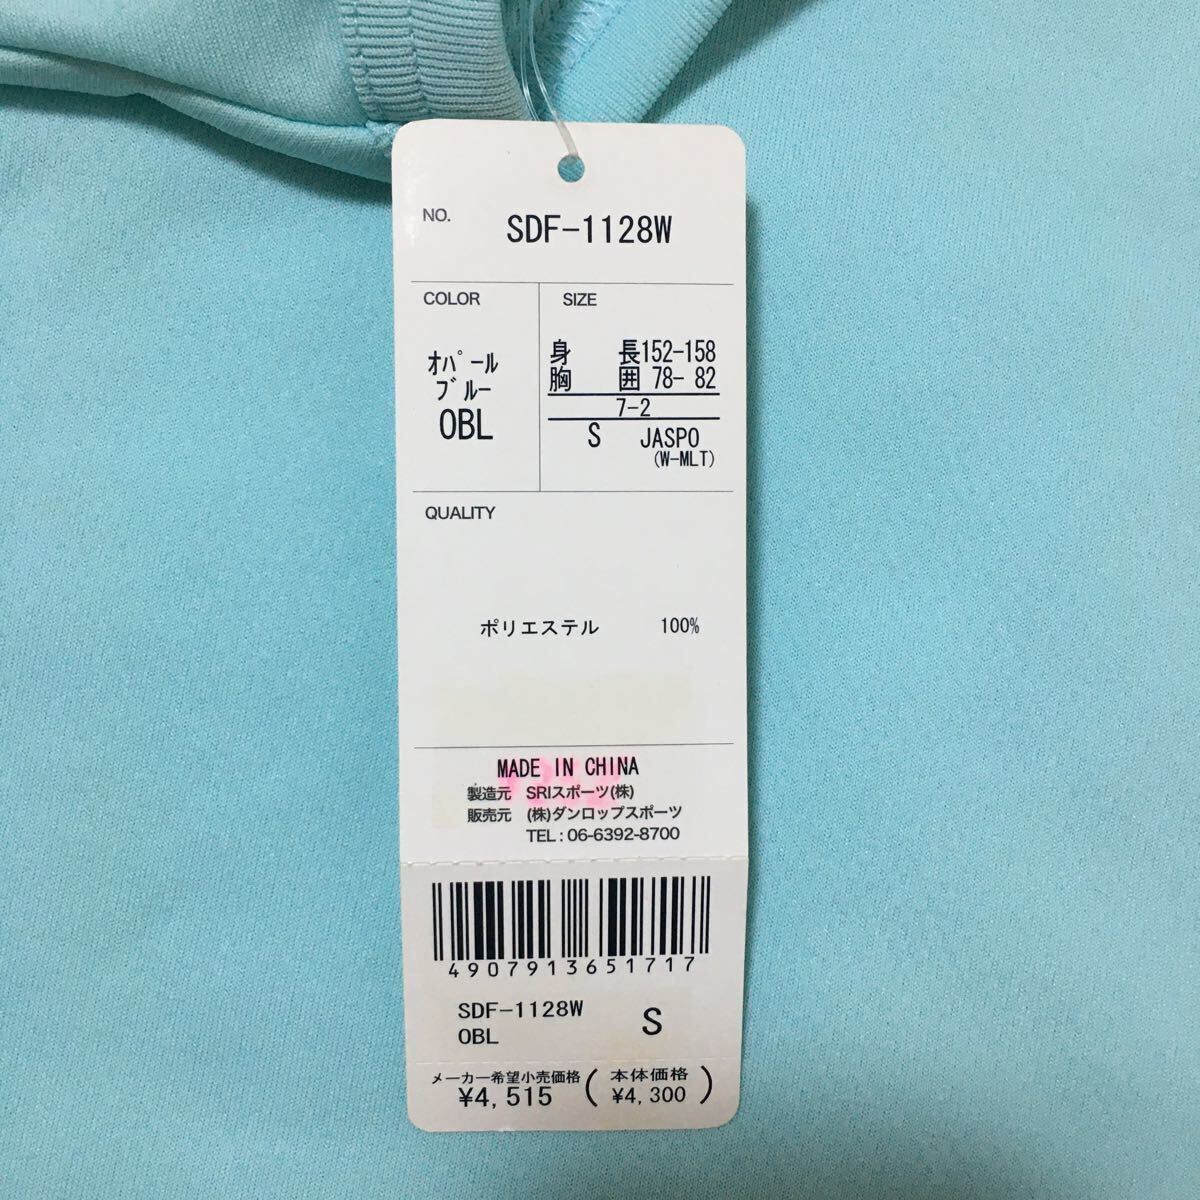 NO. SDF-1128W
COLOR
オパール
ブルー
OBL
SIZE
身 長152-158
胸 囲 78- 82
7-2
S JASPO
(W-MLT)
QUALITY
ポリエステル 100%
MADE IN CHINA
製造元 SRIスポーツ(株)
販売元 (株)ダンロップスポーツ
TEL : 06-6392-8700
4907913651717
SDF-1128W
OBL
S
メーカー希望小売価格
¥4,515
(本体価格
¥4,300)